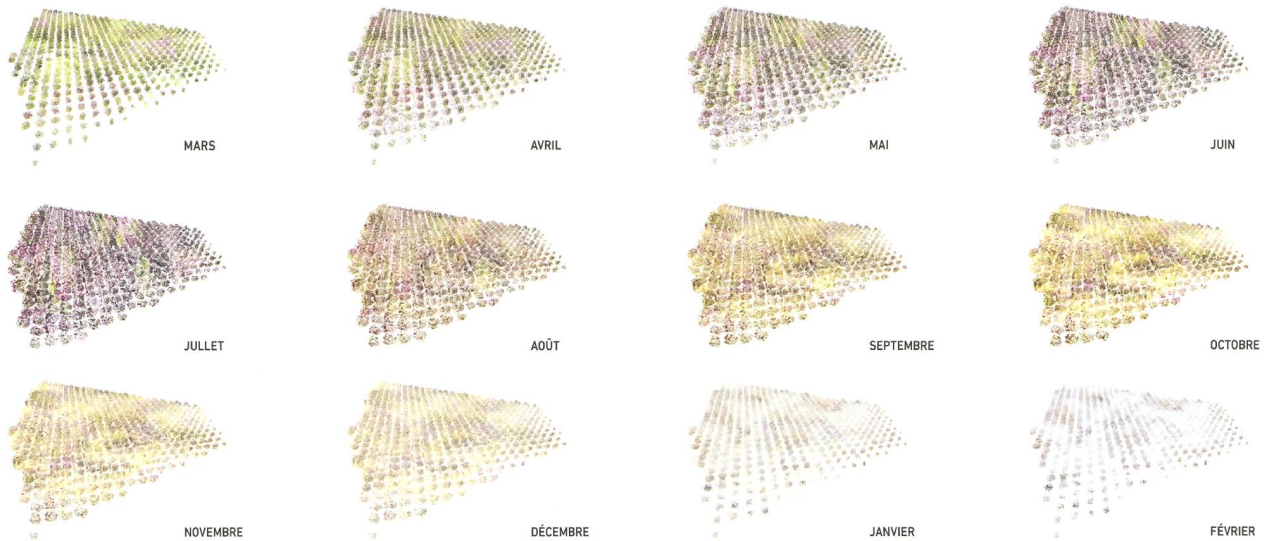 MARS
AVRIL
MAI
JUIN
JULLET
AOÛT
SEPTEMBRE
OCTOBRE
NOVEMBRE
DÉCEMBRE
JANVIER
FÉVRIER